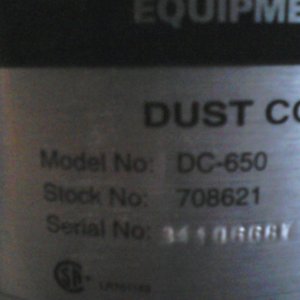 EQUIPME
DUST CO
Model No: DC-650
Stock No: 708621
Serial No: